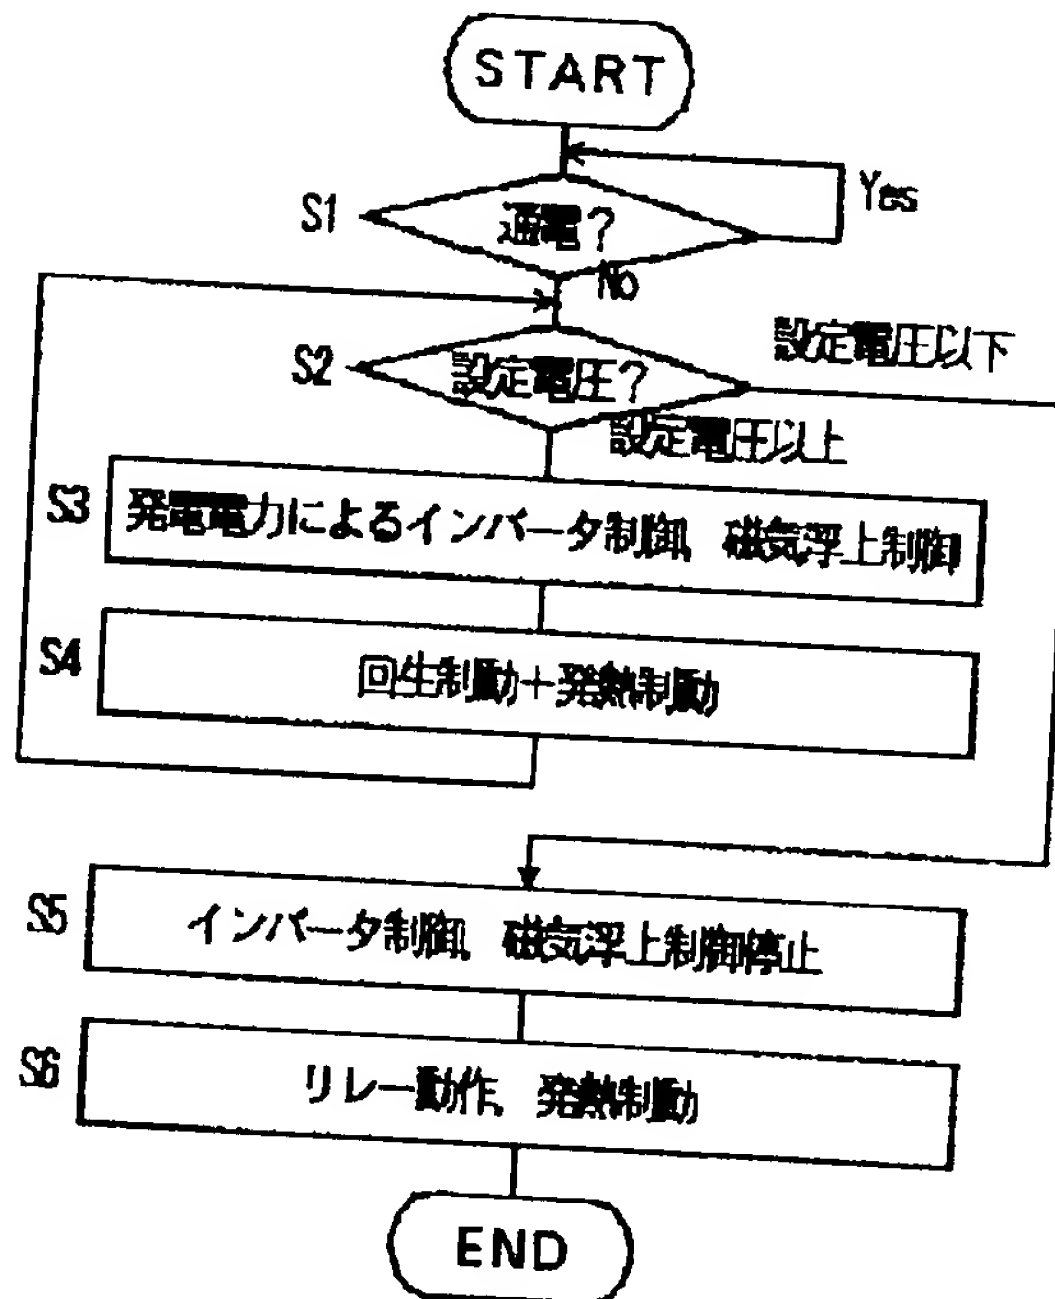 START
Yes
S1
通電?
No
設定電圧以下
S2
設定電圧?
設定電圧以上
S3
発電電力によるインバータ制御、磁気浮上制御
S4
回生制動+発熱制動
S5
インバータ制御、磁気浮上制御停止
S6
リレー動作、発熱制動
END